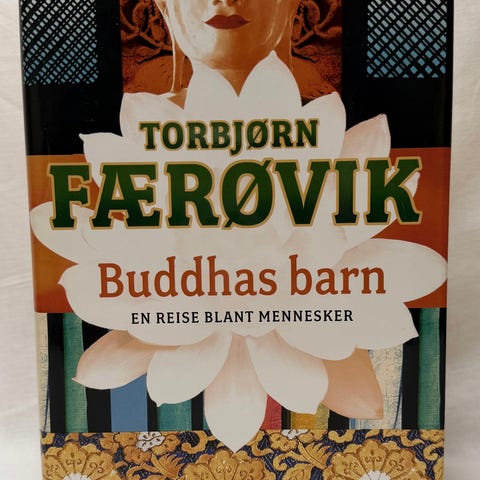 TORBJØRN
FÆRØVIK
Buddhas barn
EN REISE BLANT MENNESKER